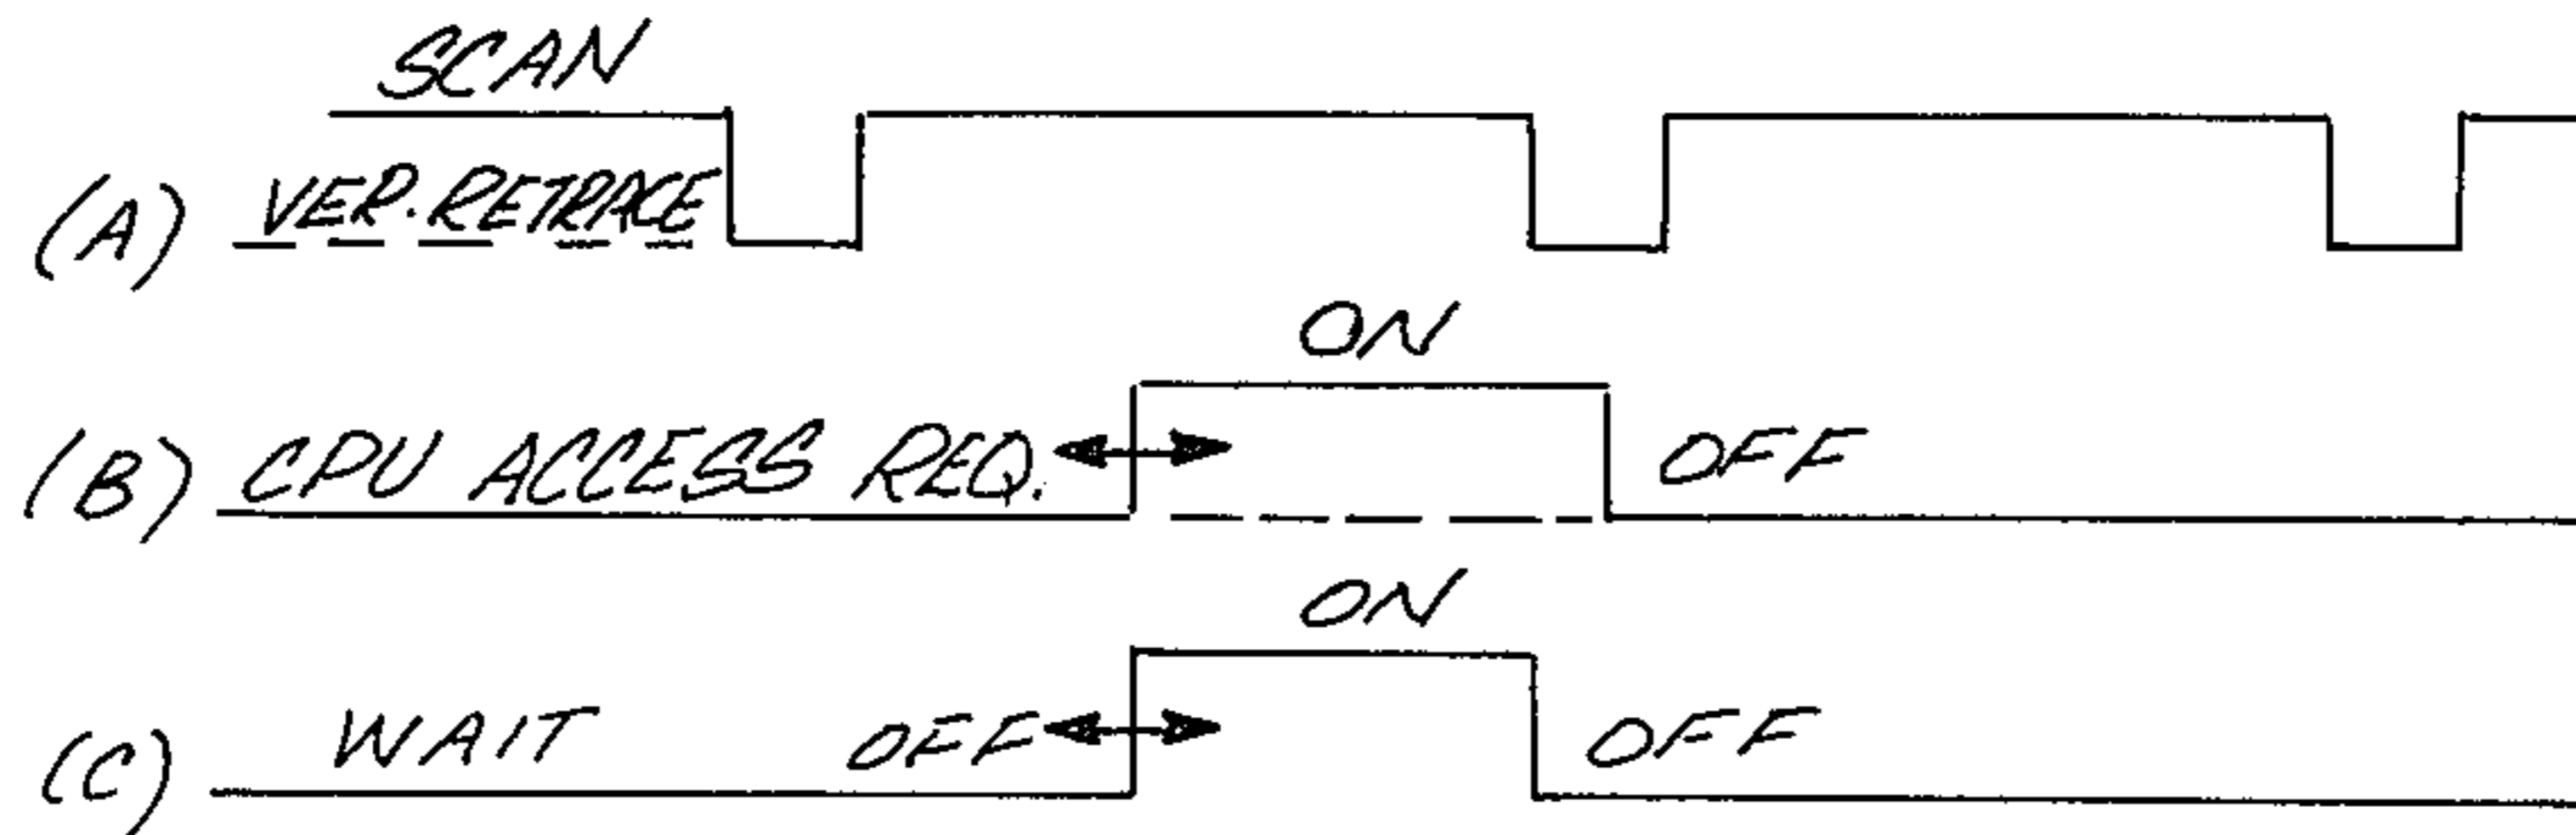 SCAN
(A) VER. RETRACE
ON
(B) CPU ACCESS REQ. OFF
ON
(C) WAIT OFF OFF